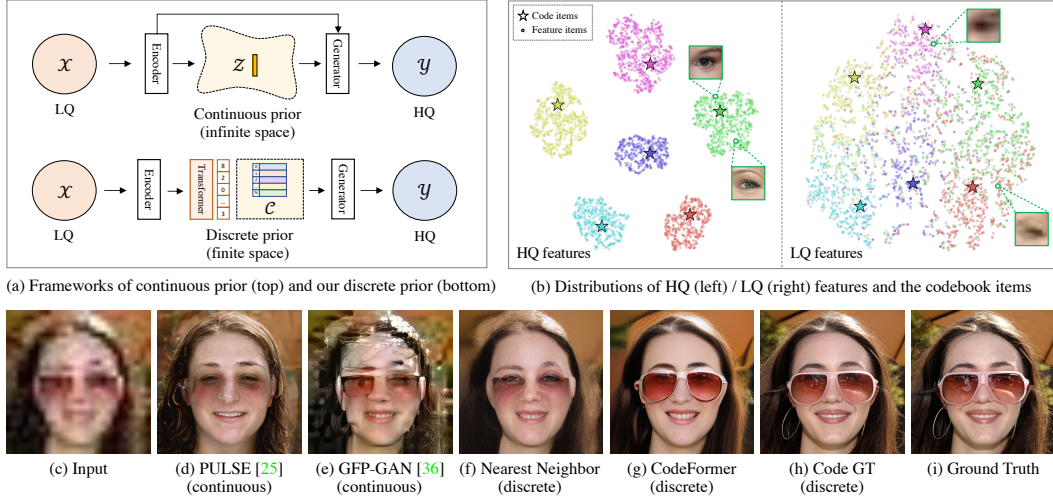 x
LQ
Encoder
Z
Continuous prior
(infinite space)
Generator
y
HQ
x
LQ
Encoder
Transformer
8
2
0
...
3
0
1
2
N
C
Discrete prior
(finite space)
Generator
y
HQ
(a) Frameworks of continuous prior (top) and our discrete prior (bottom)
Code items
Feature items
HQ features
LQ features
(b) Distributions of HQ (left) / LQ (right) features and the codebook items
(c) Input
(d) PULSE [25]
(continuous)
(e) GFP-GAN [36]
(continuous)
(f) Nearest Neighbor
(discrete)
(g) CodeFormer
(discrete)
(h) Code GT
(discrete)
(i) Ground Truth